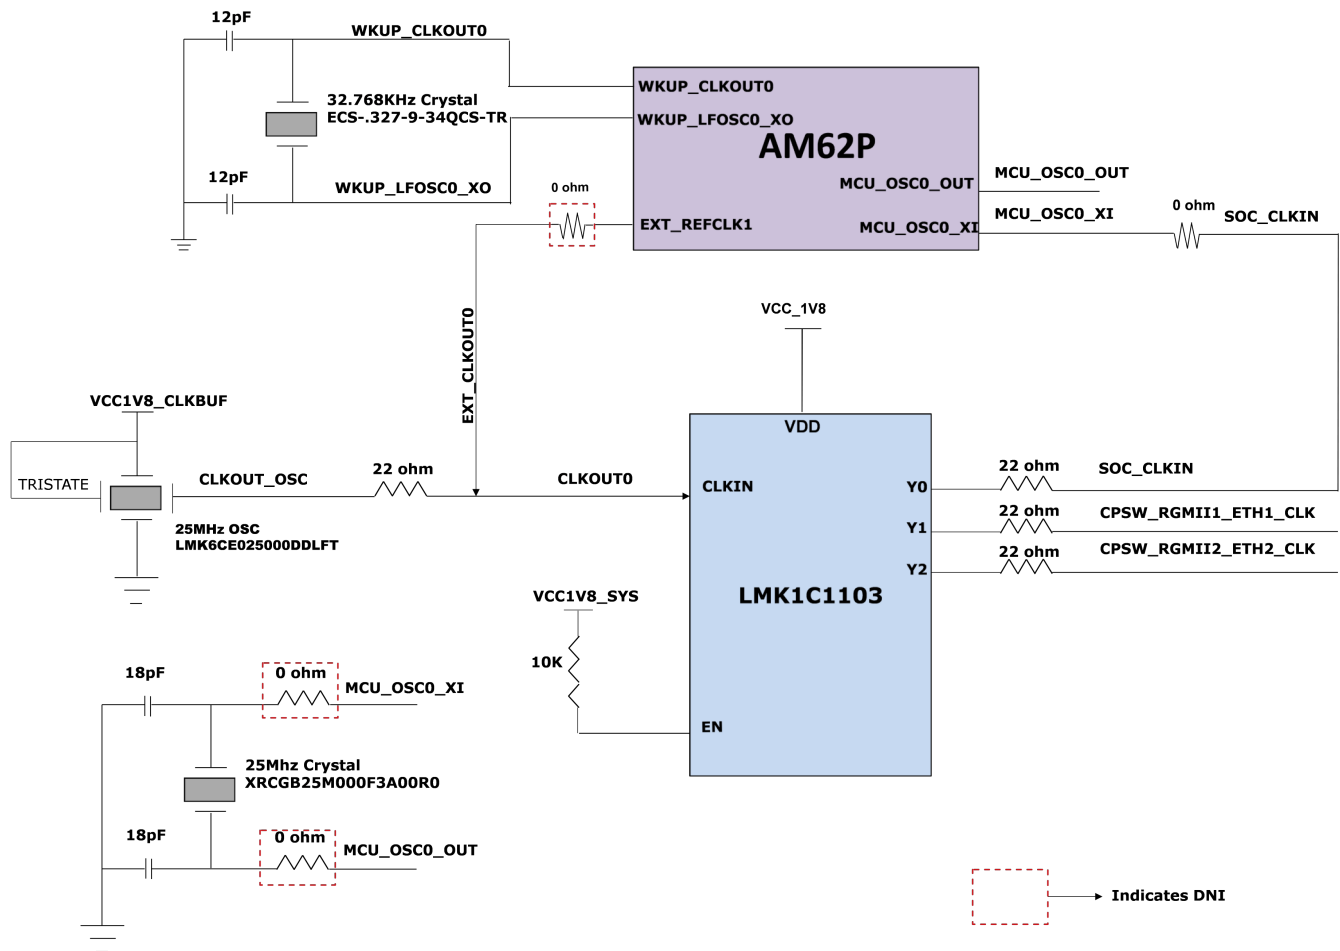 12pF
WKUP_CLKOUT0
32.768KHz Crystal
ECS-.327-9-34QCS-TR
12pF
WKUP_LFOSC0_XO
WKUP_CLKOUT0
WKUP_LFOSC0_XO
AM62P
MCU_OSC0_OUT
MCU_OSC0_XI
EXT_REFCLK1
0 ohm
MCU_OSC0_OUT
MCU_OSC0_XI
0 ohm
SOC_CLKIN
EXT_CLKOUT0
VCC_1V8
VCC1V8_CLKBUF
TRISTATE
CLKOUT_OSC
22 ohm
CLKOUT0
25MHz OSC
LMK6CE025000DDLFT
VDD
CLKIN
Y0
Y1
Y2
LMK1C1103
EN
22 ohm
SOC_CLKIN
22 ohm
CPSW_RGMII1_ETH1_CLK
22 ohm
CPSW_RGMII2_ETH2_CLK
VCC1V8_SYS
10K
18pF
0 ohm
MCU_OSC0_XI
25Mhz Crystal
XRCGB25M000F3A00R0
18pF
0 ohm
MCU_OSC0_OUT
Indicates DNI